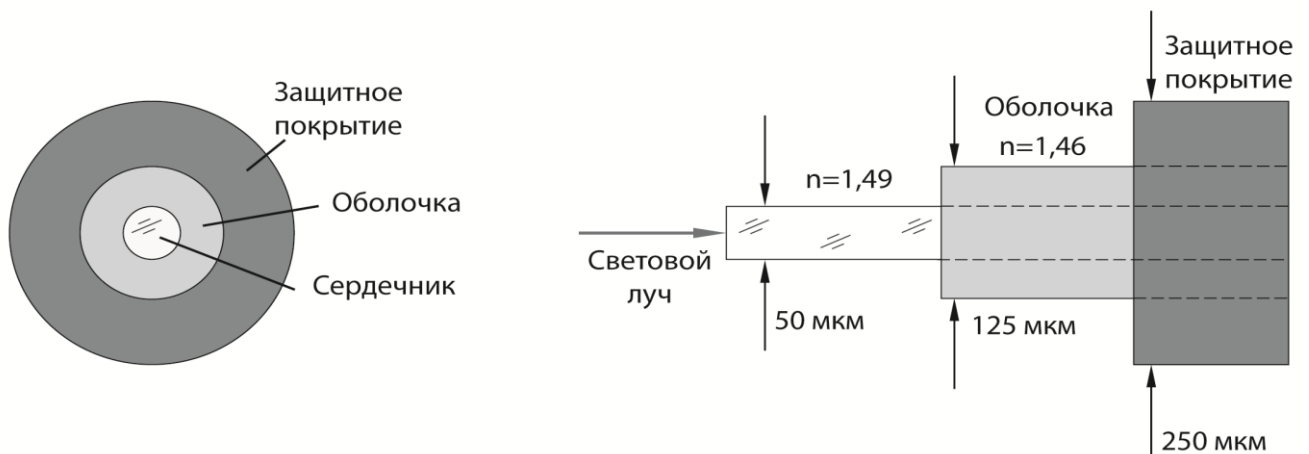 Защитное
покрытие
Оболочка
Сердечник
Световой
луч
n=1,49
50 мкм
Оболочка
n=1,46
125 мкм
Защитное
покрытие
250 мкм